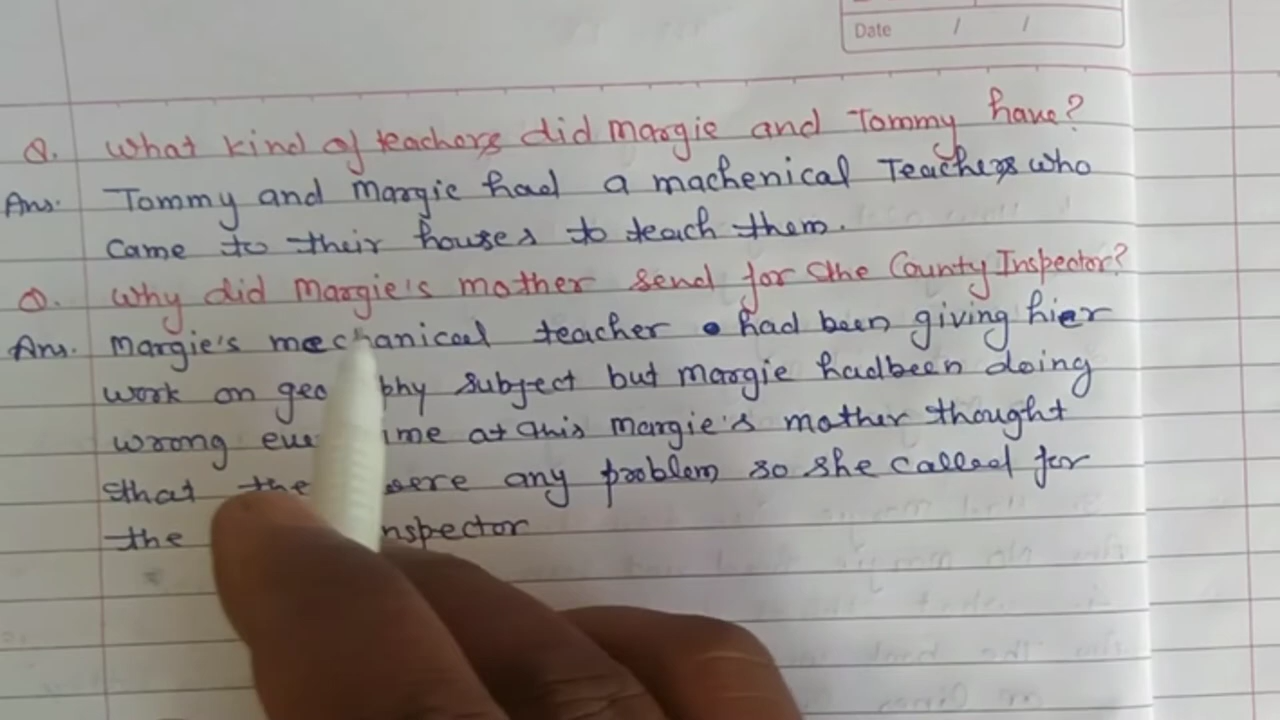 Date / /
Q. What kind of teachers did Margie and Tommy have?
Ans. Tommy and Margie had a machenical Teachers who
came to their houses to teach them.
Q. Why did Margie's mother send for the County Inspector?
Ans. Margie's mechanical teacher had been giving hier
work on geo phy subject but Margie hadbeen doing
wrong eve ime at this Margie's mother thought
that the were any problem so she called for
the nspector